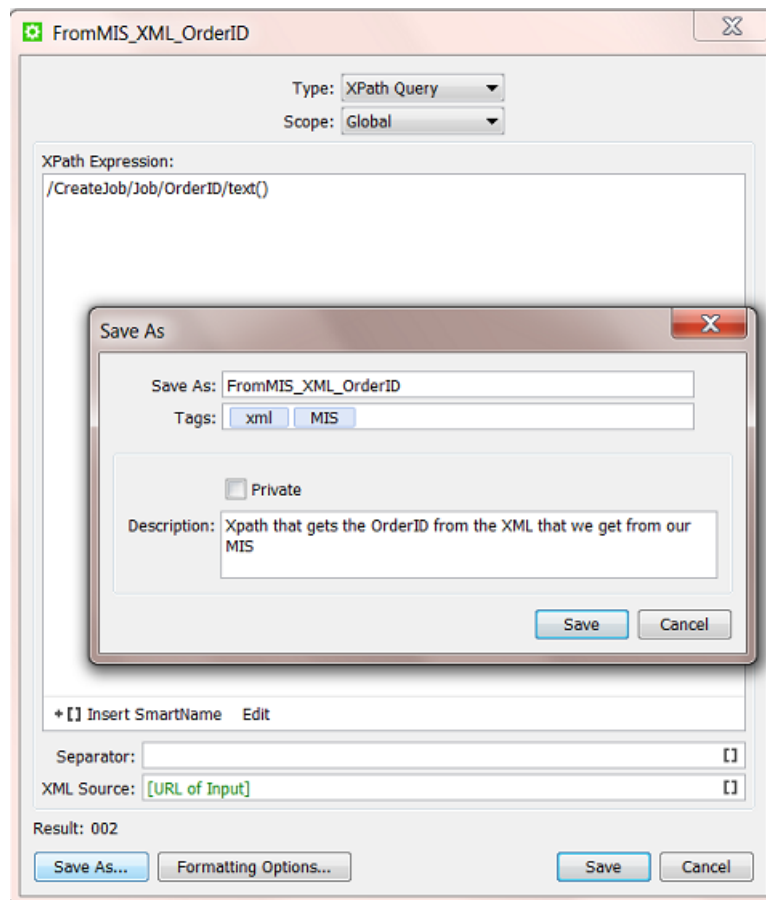 FromMIS_XML_OrderID
Type: XPath Query
Scope: Global
XPath Expression:
/CreateJob/Job/OrderID/text()
Save As
Save As: FromMIS_XML_OrderID
Tags: xml MIS
Private
Description: Xpath that gets the OrderID from the XML that we get from our
MIS
Save Cancel
+[] Insert SmartName Edit
Separator: []
XML Source: [URL of Input] []
Result: 002
Save As... Formatting Options... Save Cancel